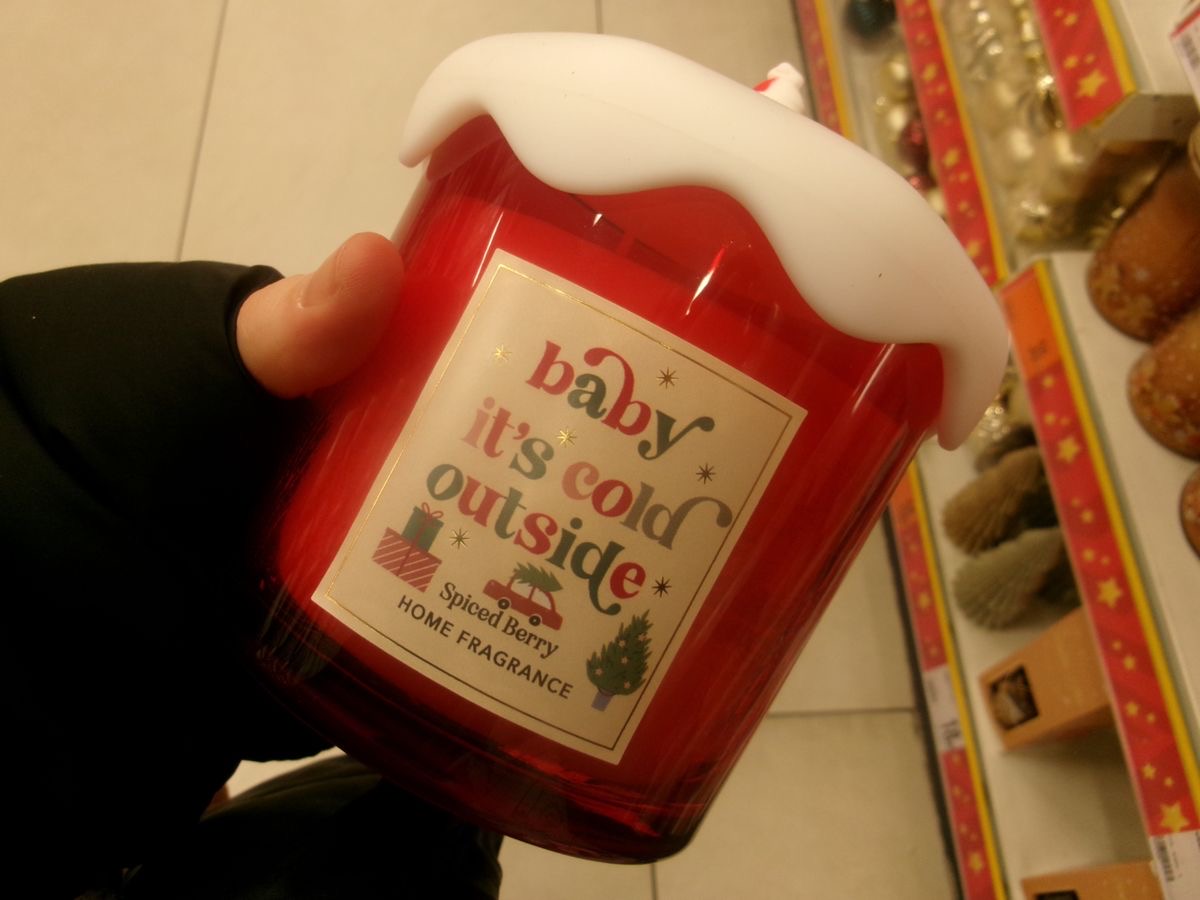 baby
it's cold
outside
Spiced Berry
HOME FRAGRANCE